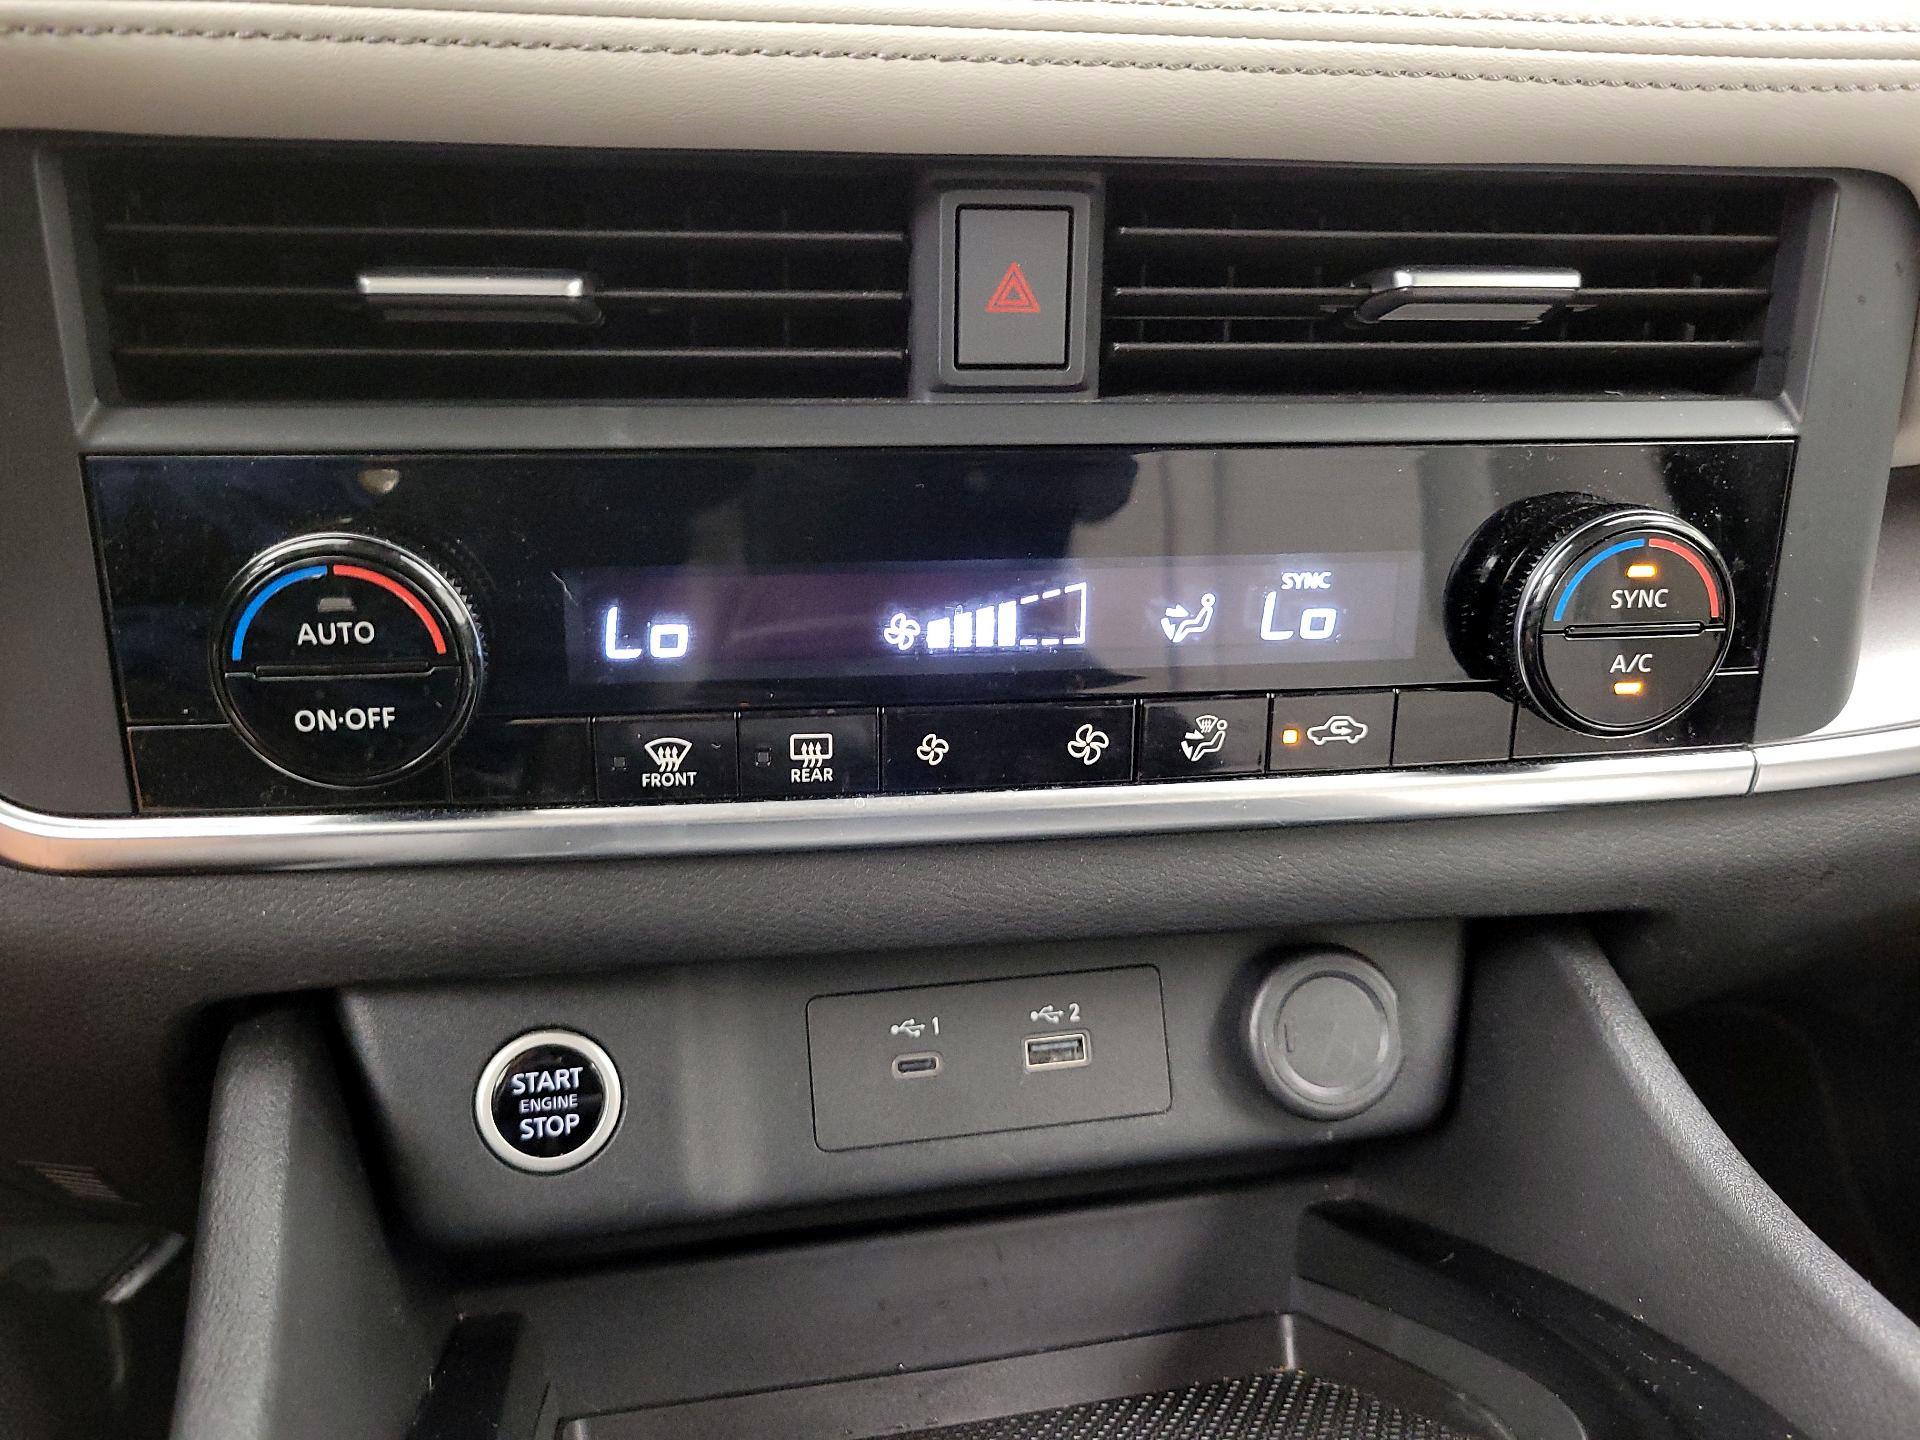 AUTO
ON·OFF
Lo
SYNC
Lo
SYNC
A/C
FRONT
REAR
START
ENGINE
STOP
1
2